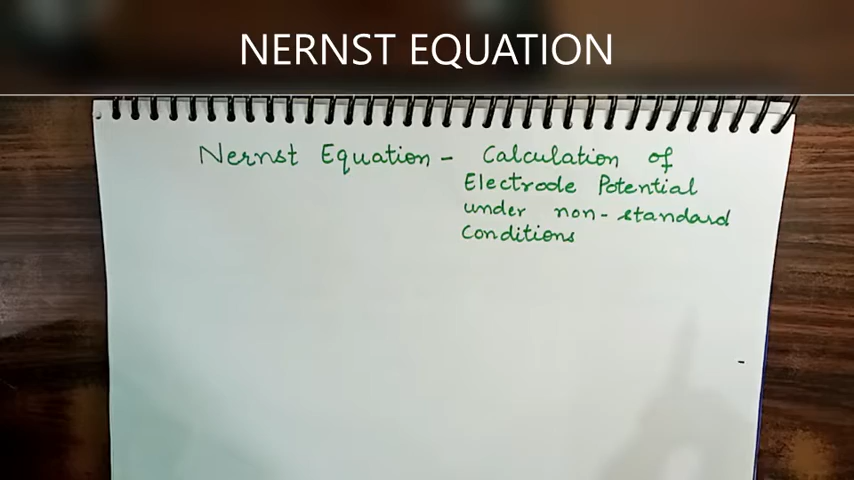 NERNST EQUATION
Nernst Equation - Calculation of
Electrode Potential
under non-standard
Conditions